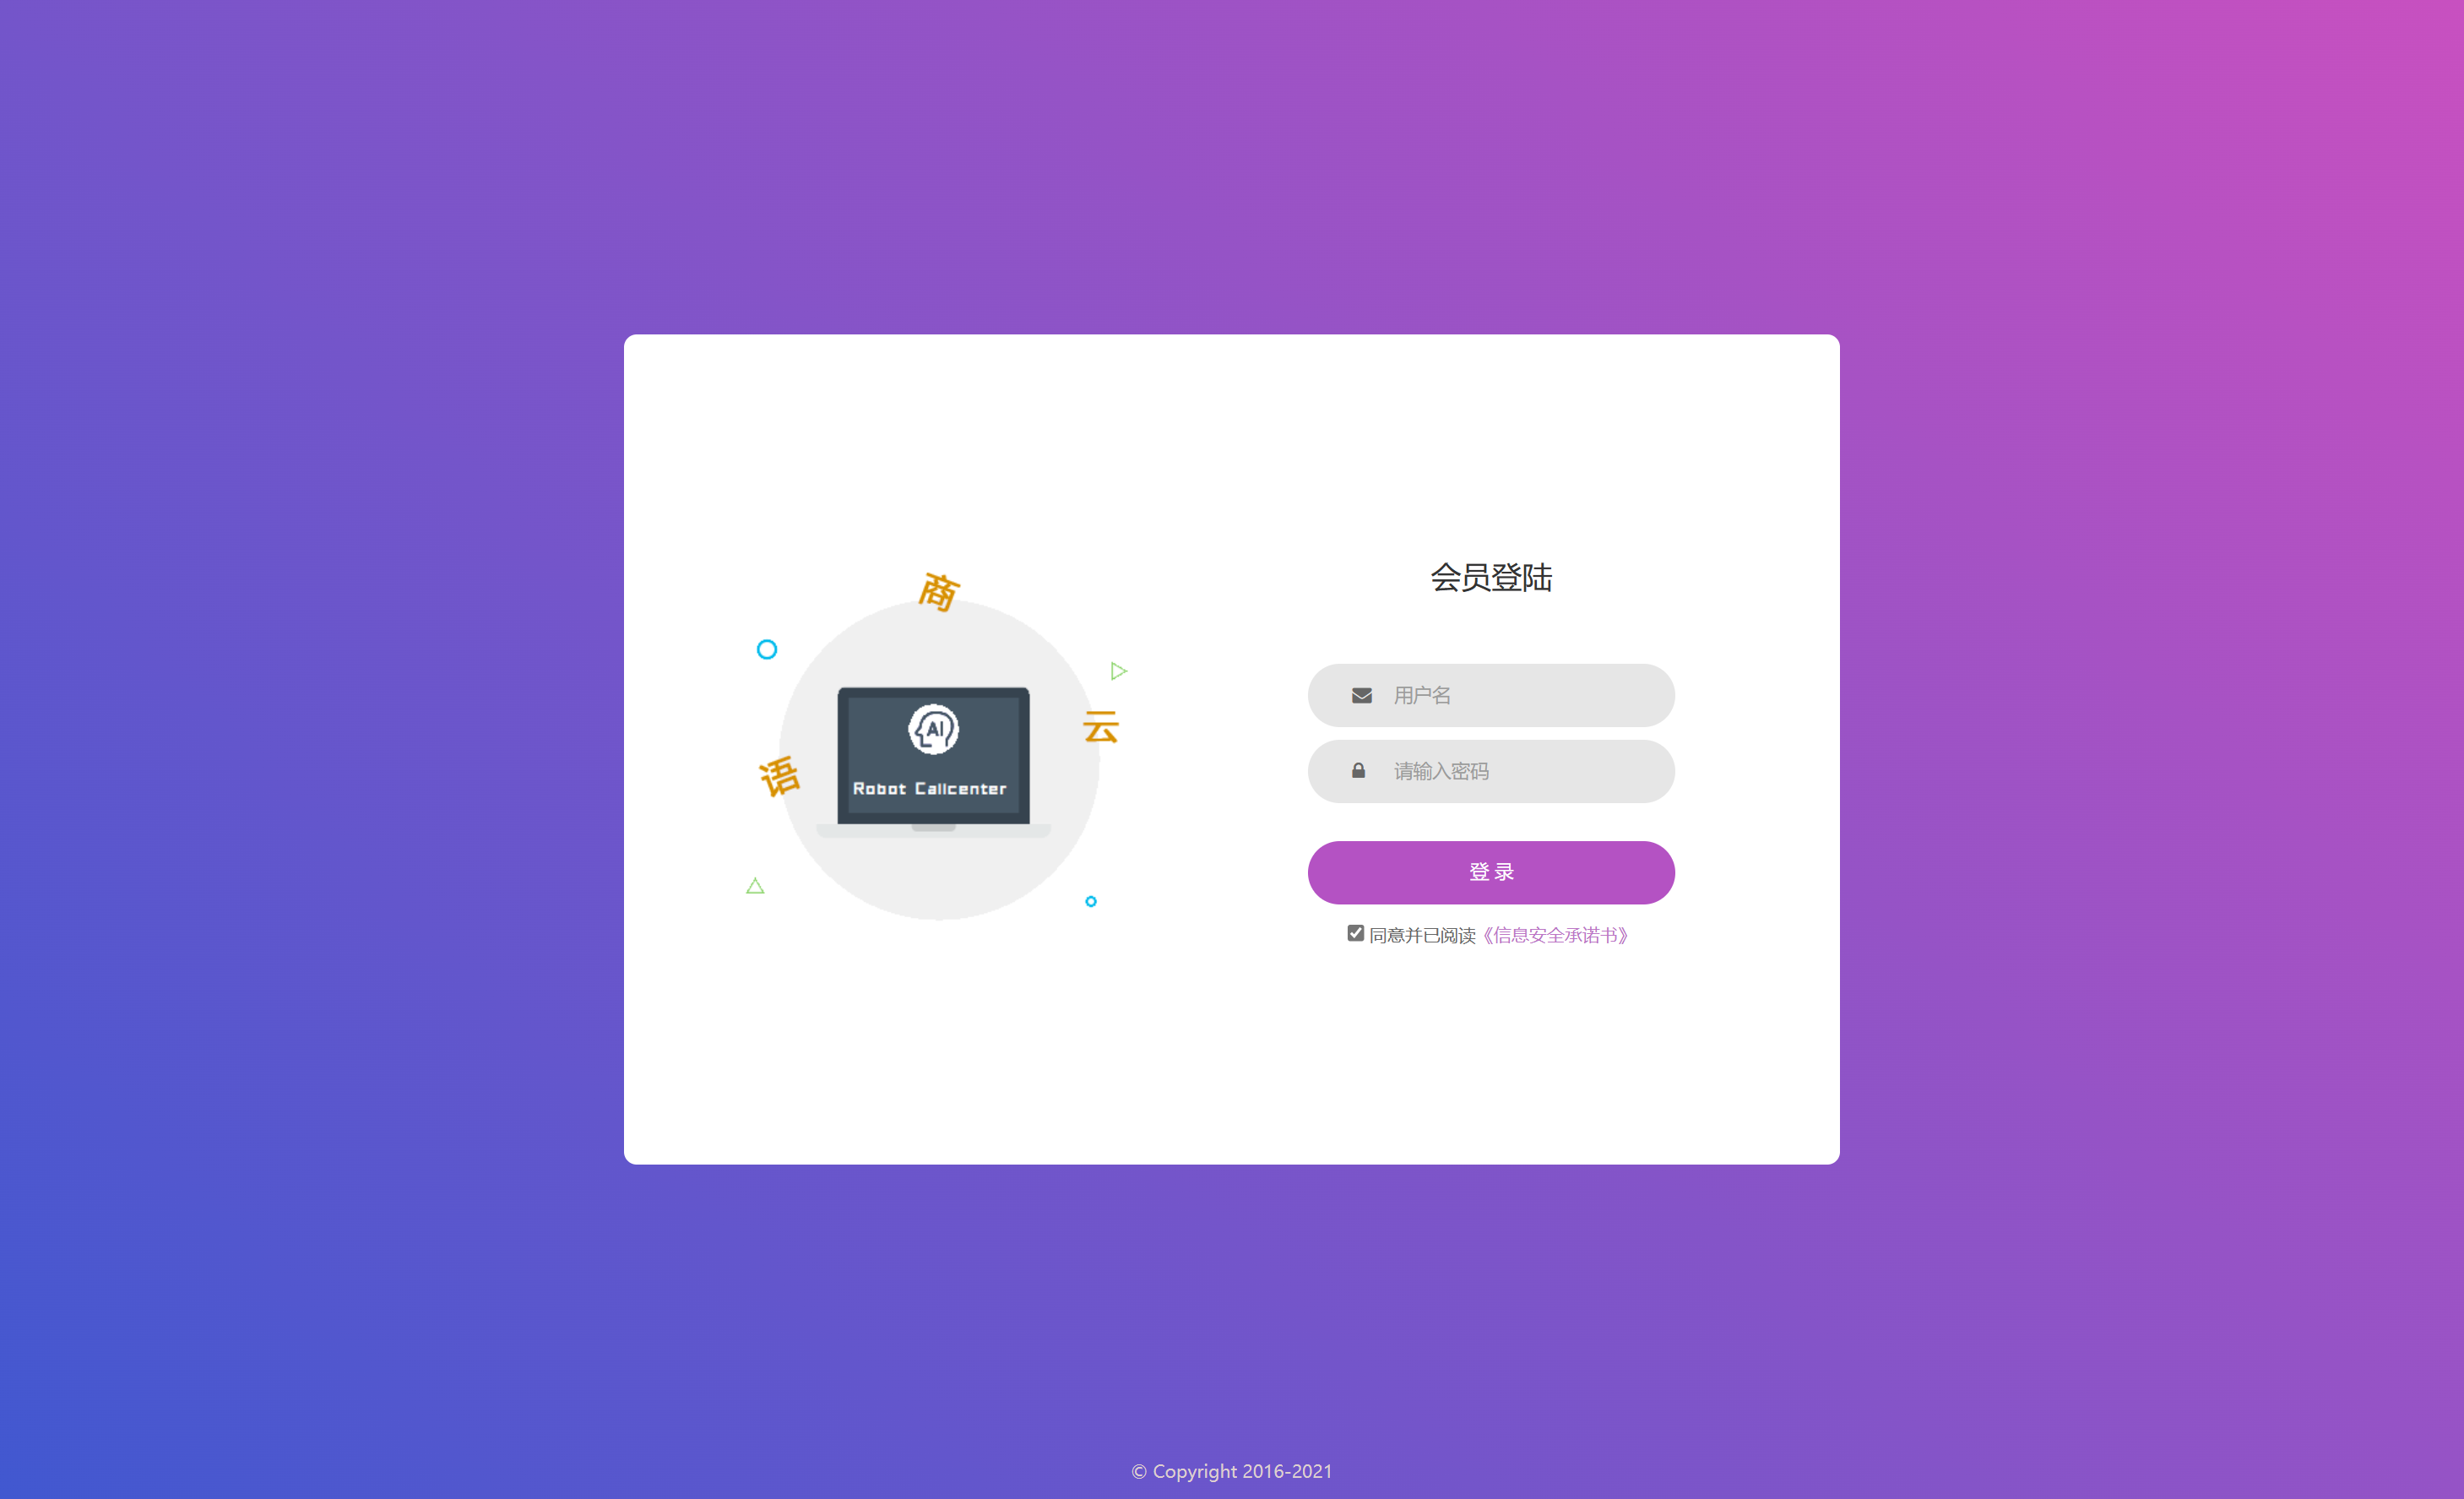 商
云
语
AI
Robot Callcenter
会员登陆
用户名
请输入密码
登 录
同意并已阅读《信息安全承诺书》
© Copyright 2016-2021